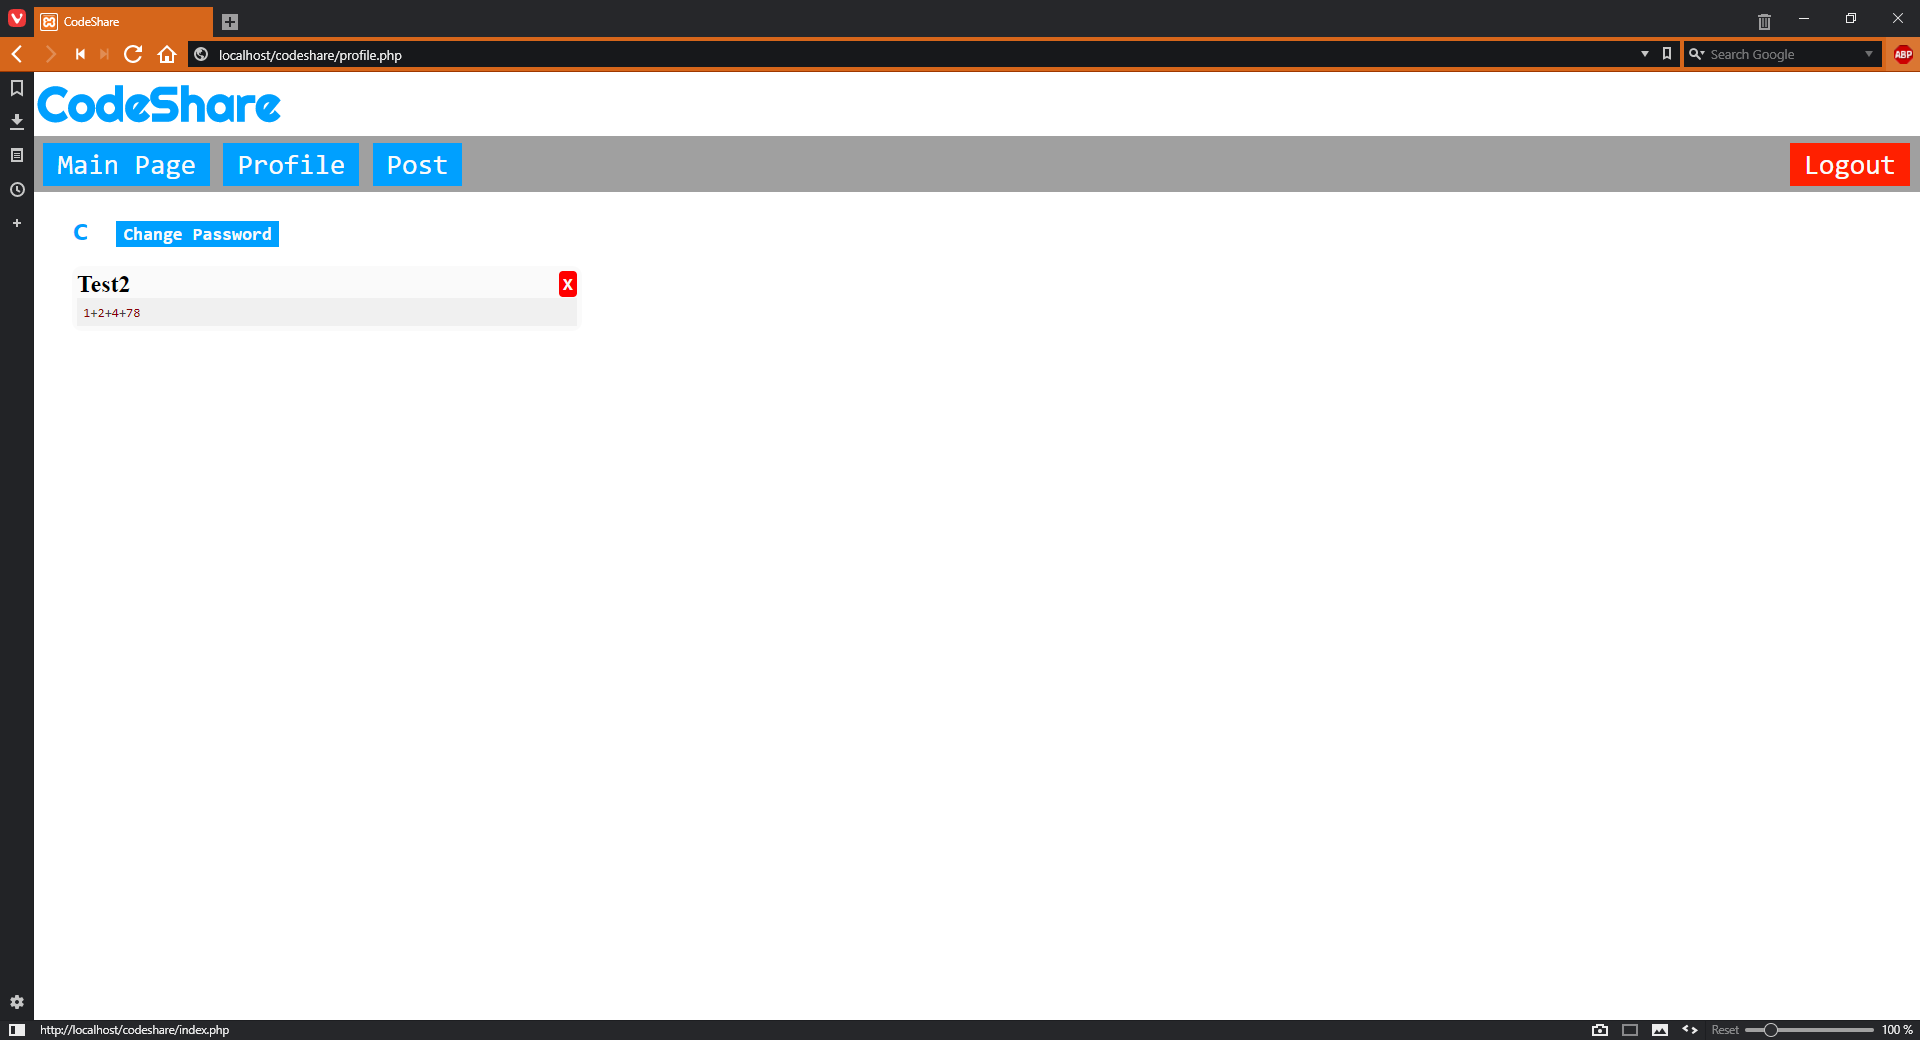 CodeShare
localhost/codeshare/profile.php
Search Google
ABP
CodeShare
Main Page Profile Post Logout
C Change Password
Test2 X
1+2+4+78
http://localhost/codeshare/index.php
Reset 100 %